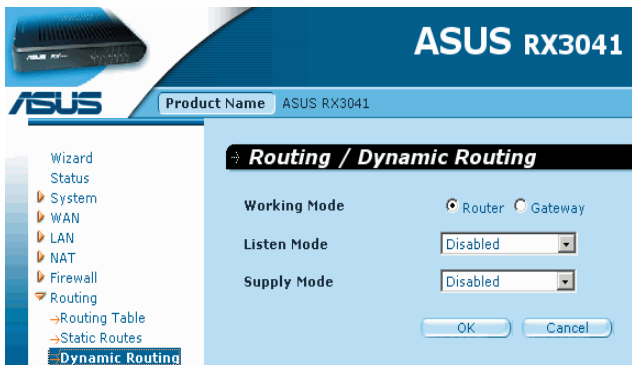 ASUS RX3041
ASUS
Product Name ASUS RX3041
Wizard
Status
System
WAN
LAN
NAT
Firewall
Routing
→Routing Table
→Static Routes
→Dynamic Routing
Routing / Dynamic Routing
Working Mode Router Gateway
Listen Mode Disabled
Supply Mode Disabled
OK Cancel